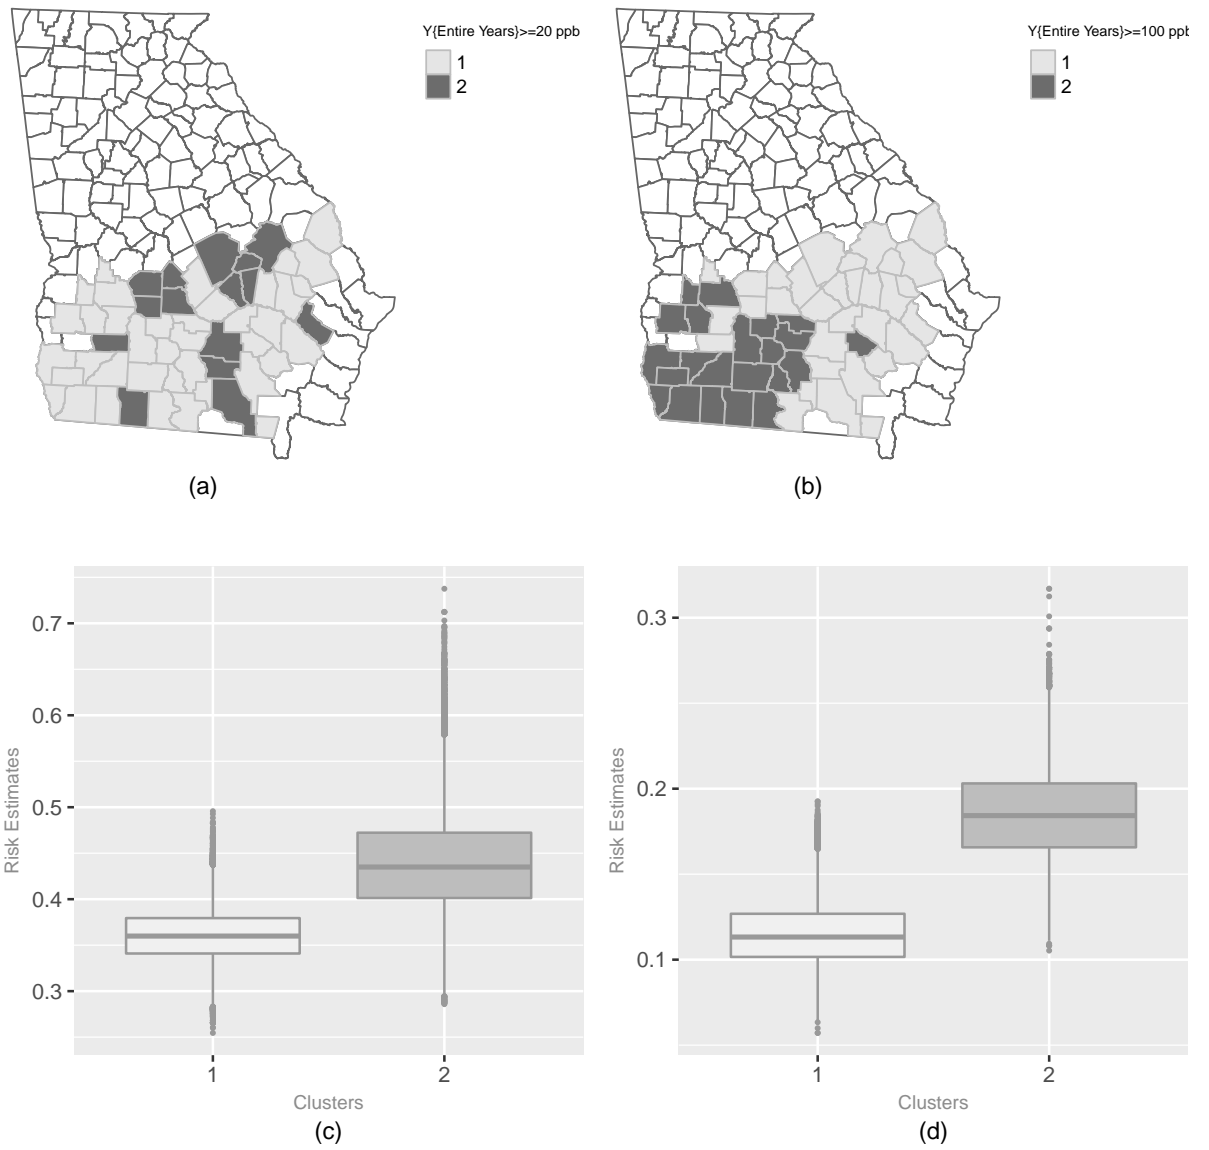 Y{Entire Years}>=20 ppb
1
2
Y{Entire Years}>=100 ppb
1
2
(a)
(b)
0.7
0.6
0.5
0.4
0.3
Risk Estimates
1
2
Clusters
(c)
0.3
0.2
0.1
Risk Estimates
1
2
Clusters
(d)